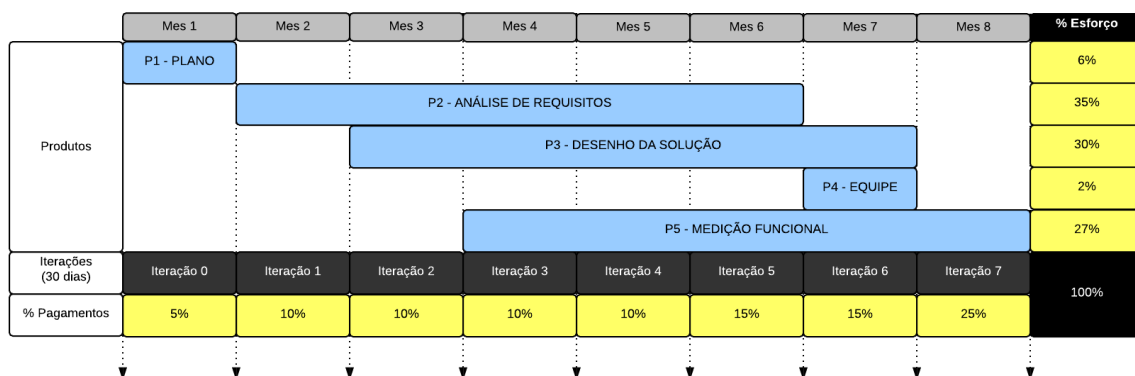 Mes 1 Mes 2 Mes 3 Mes 4 Mes 5 Mes 6 Mes 7 Mes 8 % Esforço
P1 - PLANO 6%
P2 - ANÁLISE DE REQUISITOS 35%
Produtos P3 - DESENHO DA SOLUÇÃO 30%
P4 - EQUIPE 2%
P5 - MEDIÇÃO FUNCIONAL 27%
Iterações
(30 dias) Iteração 0 Iteração 1 Iteração 2 Iteração 3 Iteração 4 Iteração 5 Iteração 6 Iteração 7
100%
% Pagamentos 5% 10% 10% 10% 10% 15% 15% 25%